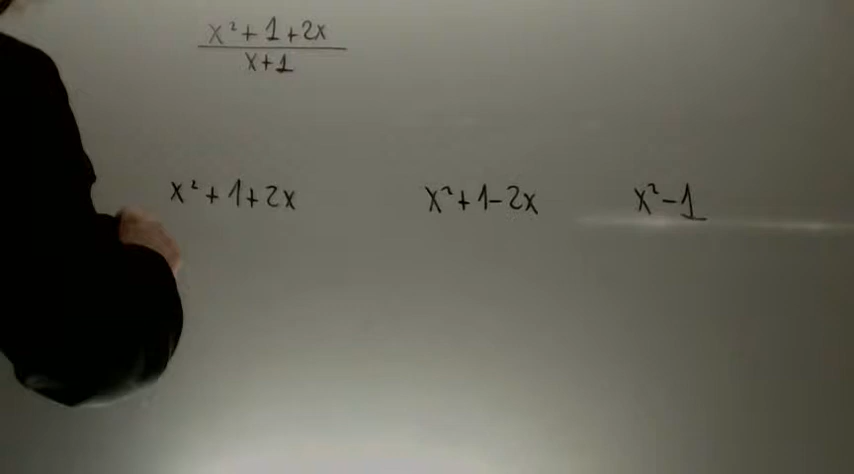 x² + 1 + 2x
x + 1
x² + 1 + 2x
x² + 1 - 2x
x² - 1